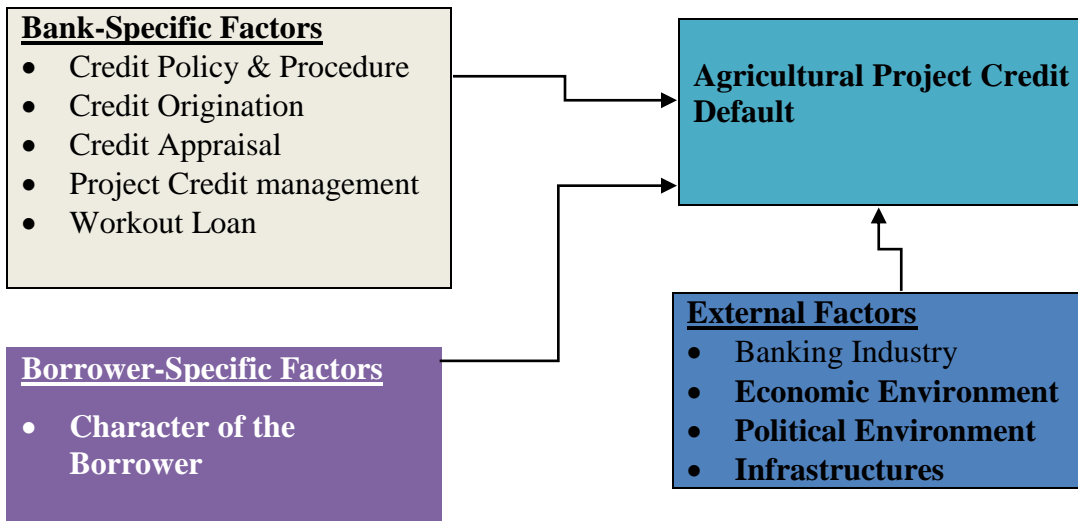 Bank-Specific Factors
• Credit Policy & Procedure
• Credit Origination
• Credit Appraisal
• Project Credit management
• Workout Loan
Agricultural Project Credit
Default
Borrower-Specific Factors
• Character of the
Borrower
External Factors
• Banking Industry
• Economic Environment
• Political Environment
• Infrastructures